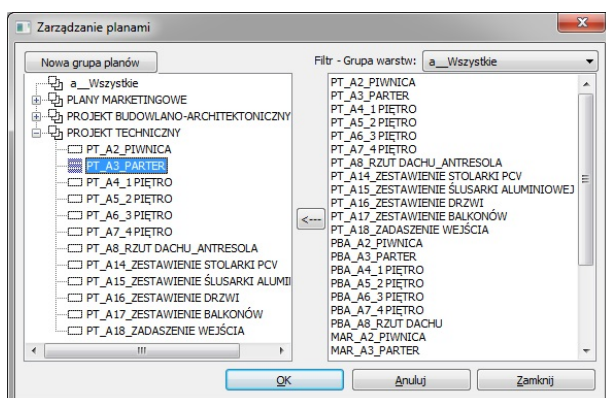 Zarządzanie planami
Nowa grupa planów
a__Wszystkie
PLANY MARKETINGOWE
PROJEKT BUDOWLANO-ARCHITEKTONICZNY
PROJEKT TECHNICZNY
PT_A2_PIWNICA
PT_A3_PARTER
PT_A4_1 PIĘTRO
PT_A5_2 PIĘTRO
PT_A6_3 PIĘTRO
PT_A7_4 PIĘTRO
PT_A8_RZUT DACHU_ANTRESOLA
PT_A14_ZESTAWIENIE STOLARKI PCV
PT_A15_ZESTAWIENIE ŚLUSARKI ALUMII
PT_A16_ZESTAWIENIE DRZWI
PT_A17_ZESTAWIENIE BALKONÓW
PT_A18_ZADASZENIE WEJŚCIA
<---
Filtr - Grupa warstw: a__Wszystkie
PT_A2_PIWNICA
PT_A3_PARTER
PT_A4_1 PIĘTRO
PT_A5_2 PIĘTRO
PT_A6_3 PIĘTRO
PT_A7_4 PIĘTRO
PT_A8_RZUT DACHU_ANTRESOLA
PT_A14_ZESTAWIENIE STOLARKI PCV
PT_A15_ZESTAWIENIE ŚLUSARKI ALUMINIOWEJ
PT_A16_ZESTAWIENIE DRZWI
PT_A17_ZESTAWIENIE BALKONÓW
PT_A18_ZADASZENIE WEJŚCIA
PBA_A2_PIWNICA
PBA_A3_PARTER
PBA_A4_1 PIĘTRO
PBA_A5_2 PIĘTRO
PBA_A6_3 PIĘTRO
PBA_A7_4 PIĘTRO
PBA_A8_RZUT DACHU
MAR_A2_PIWNICA
MAR_A3_PARTER
OK Anuluj Zamknij